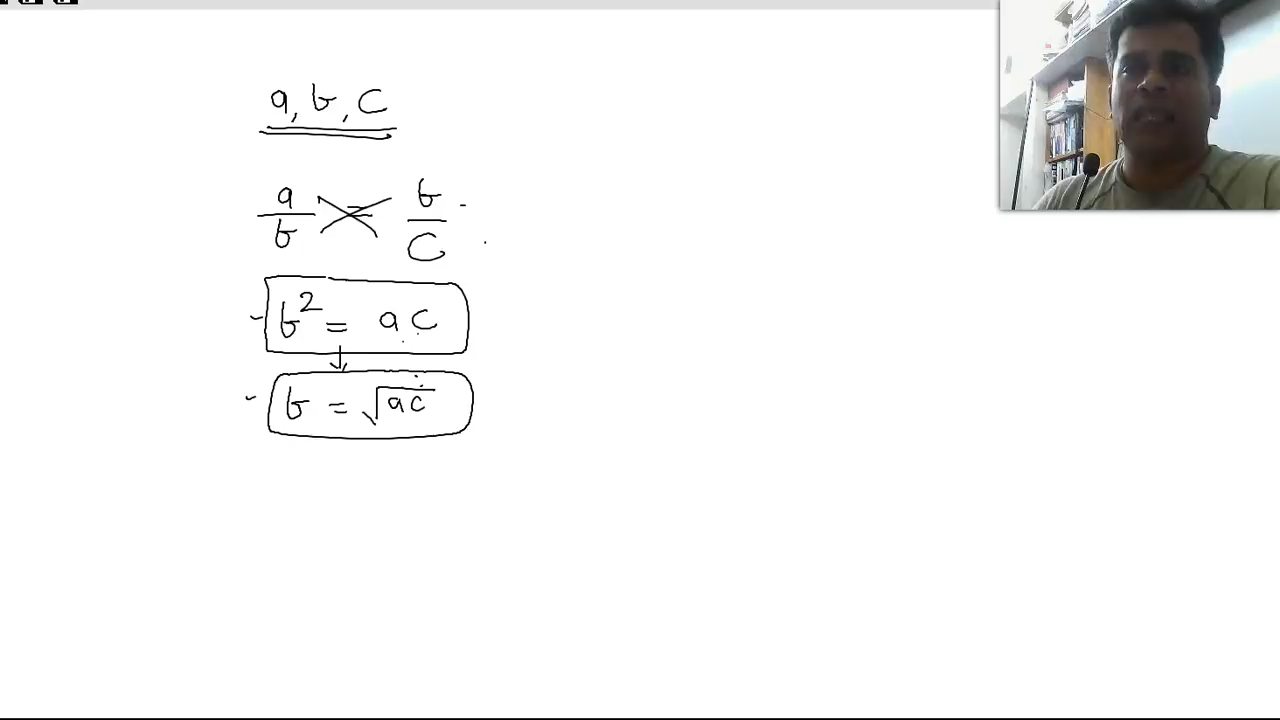 a, b, c
a/b = b/c
b² = ac
b = √ac